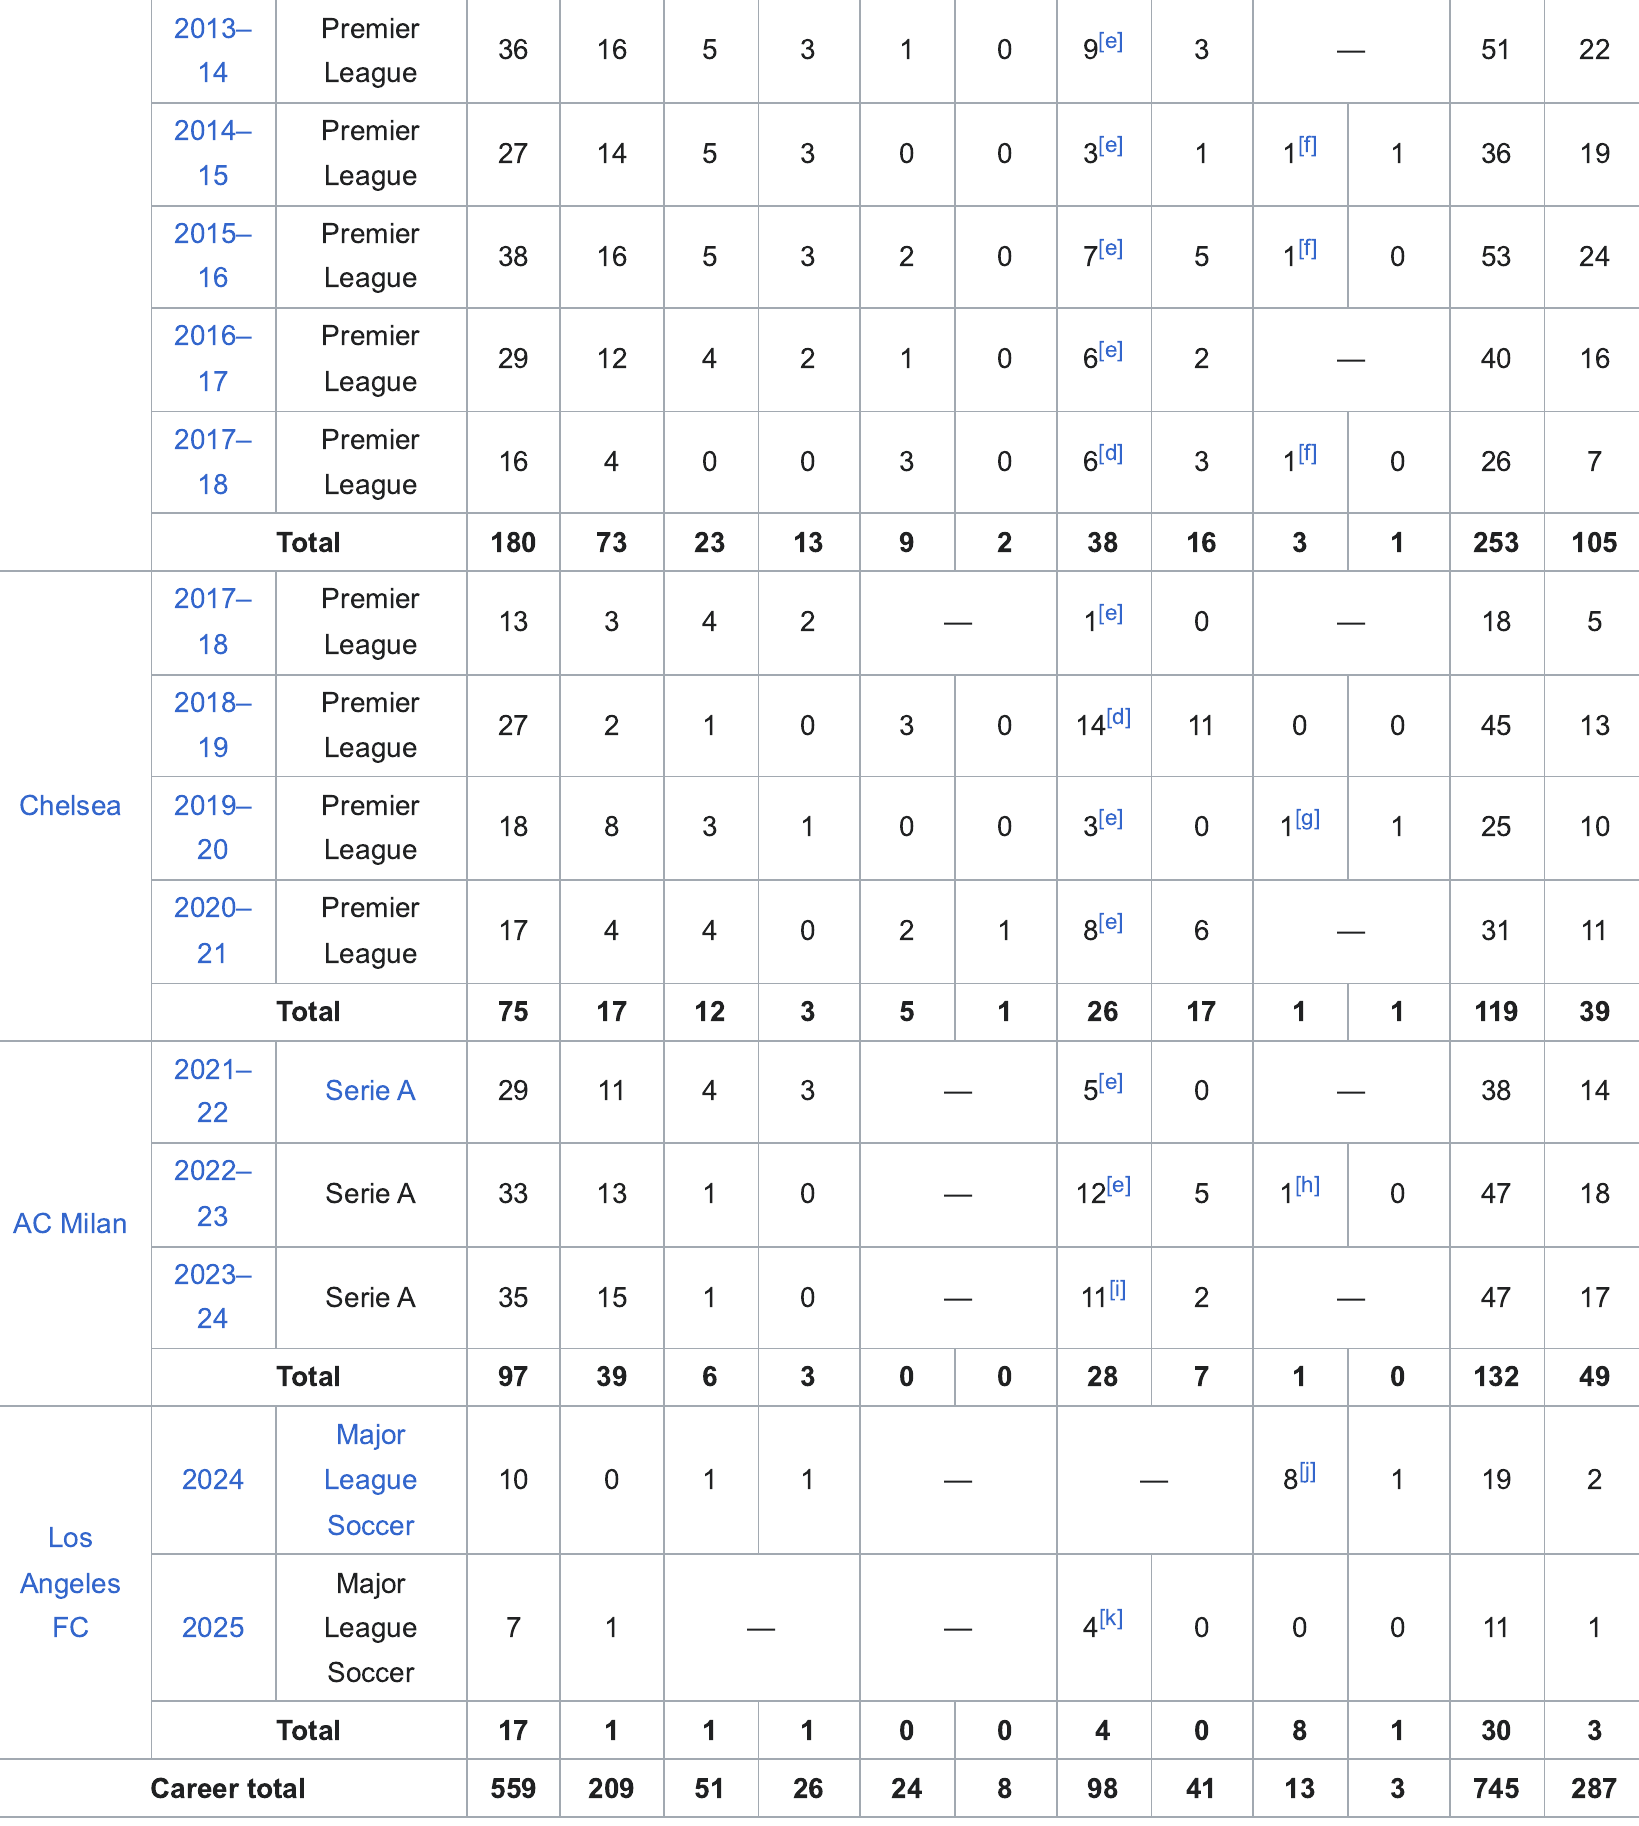 2013–14 Premier League 36 16 5 3 1 0 9[e] 3 — 51 22
2014–15 Premier League 27 14 5 3 0 0 3[e] 1 1[f] 1 36 19
2015–16 Premier League 38 16 5 3 2 0 7[e] 5 1[f] 0 53 24
2016–17 Premier League 29 12 4 2 1 0 6[e] 2 — 40 16
2017–18 Premier League 16 4 0 0 3 0 6[d] 3 1[f] 0 26 7
Total 180 73 23 13 9 2 38 16 3 1 253 105
Chelsea
2017–18 Premier League 13 3 4 2 — 1[e] 0 — 18 5
2018–19 Premier League 27 2 1 0 3 0 14[d] 11 0 0 45 13
2019–20 Premier League 18 8 3 1 0 0 3[e] 0 1[g] 1 25 10
2020–21 Premier League 17 4 4 0 2 1 8[e] 6 — 31 11
Total 75 17 12 3 5 1 26 17 1 1 119 39
AC Milan
2021–22 Serie A 29 11 4 3 — 5[e] 0 — 38 14
2022–23 Serie A 33 13 1 0 — 12[e] 5 1[h] 0 47 18
2023–24 Serie A 35 15 1 0 — 11[i] 2 — 47 17
Total 97 39 6 3 0 0 28 7 1 0 132 49
Los Angeles FC
2024 Major League Soccer 10 0 1 1 — — 8[j] 1 19 2
2025 Major League Soccer 7 1 — — 4[k] 0 0 0 11 1
Total 17 1 1 1 0 0 4 0 8 1 30 3
Career total 559 209 51 26 24 8 98 41 13 3 745 287